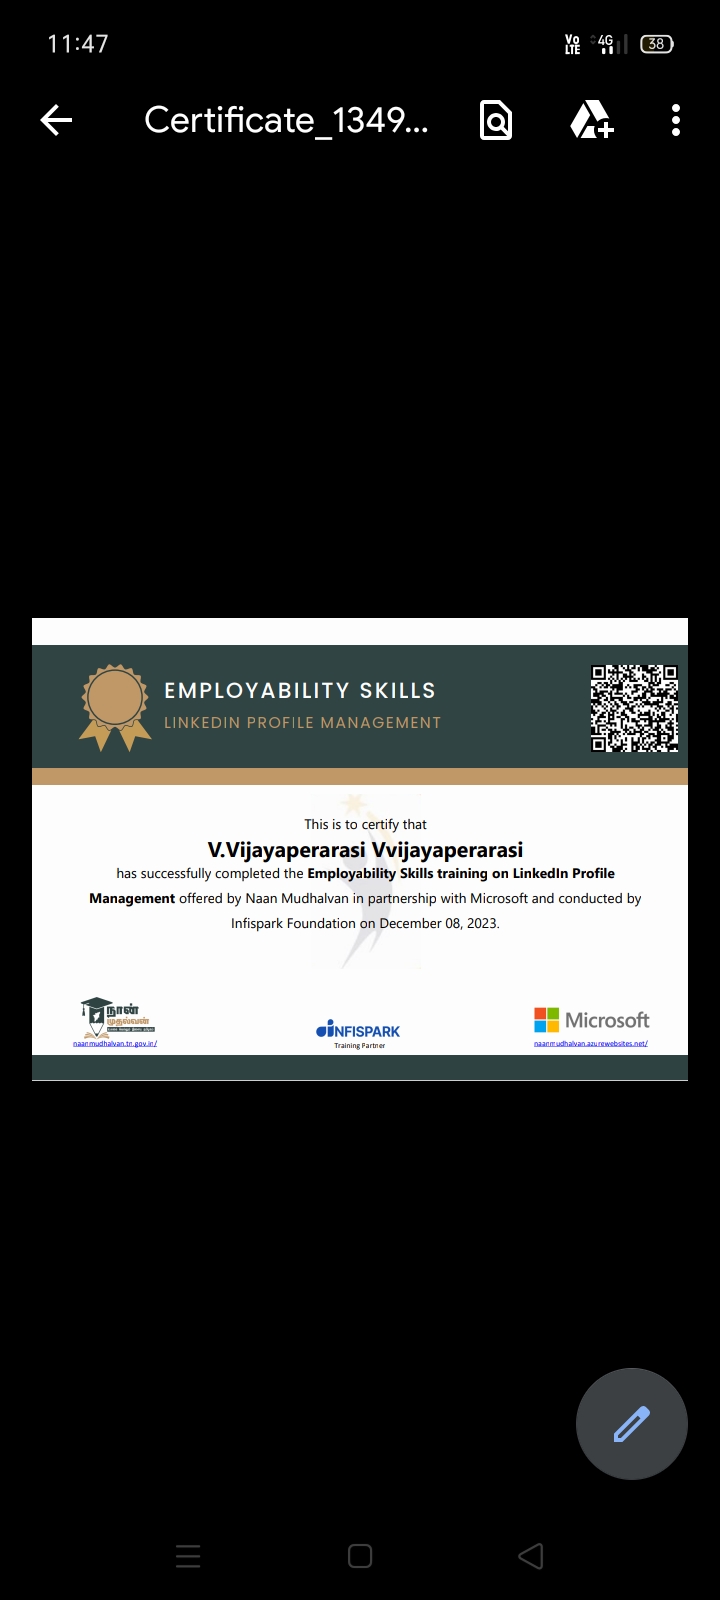 11:47
Vo LTE 4G 38
Certificate_1349...
EMPLOYABILITY SKILLS
LINKEDIN PROFILE MANAGEMENT
This is to certify that
V.Vijayaperarasi Vvijayaperarasi
has successfully completed the Employability Skills training on LinkedIn Profile
Management offered by Naan Mudhalvan in partnership with Microsoft and conducted by
Infispark Foundation on December 08, 2023.
நான்
முதல்வன்
naanmudhalvan.tn.gov.in/
INFISPARK
Training Partner
Microsoft
naanmudhalvan.azurewebsites.net/